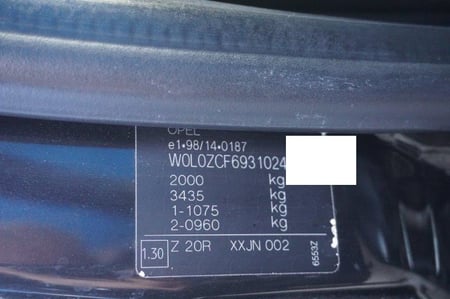 OPEL
e1*98/14*0187
W0L0ZCF6931024
2000 kg
3435 kg
1-1075 kg
2-0960 kg
1.30 Z 20R XXJN 002
6553Z